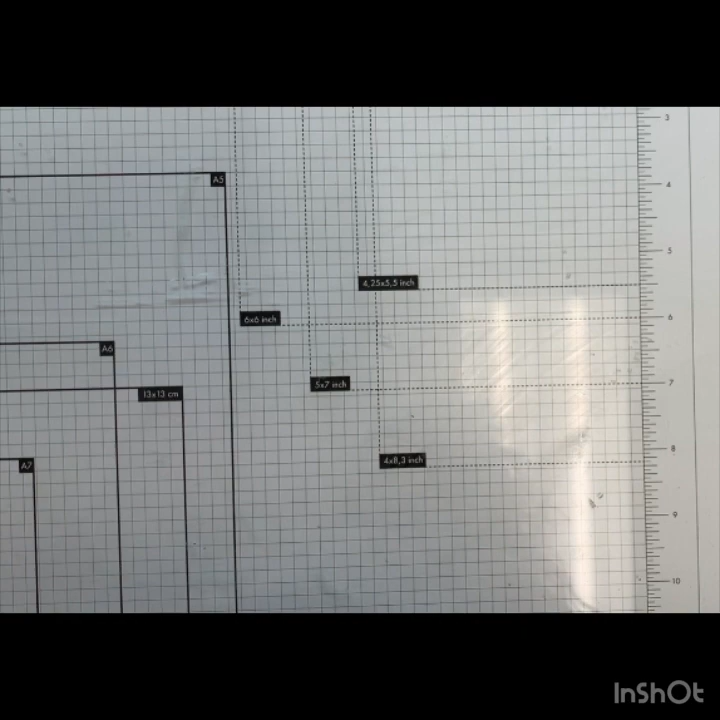 3
A5
4
5
4,25x5,5 inch
6x6 inch
6
A6
5x7 inch
7
13x13 cm
8
A7
4x8,3 inch
9
10
InShOt